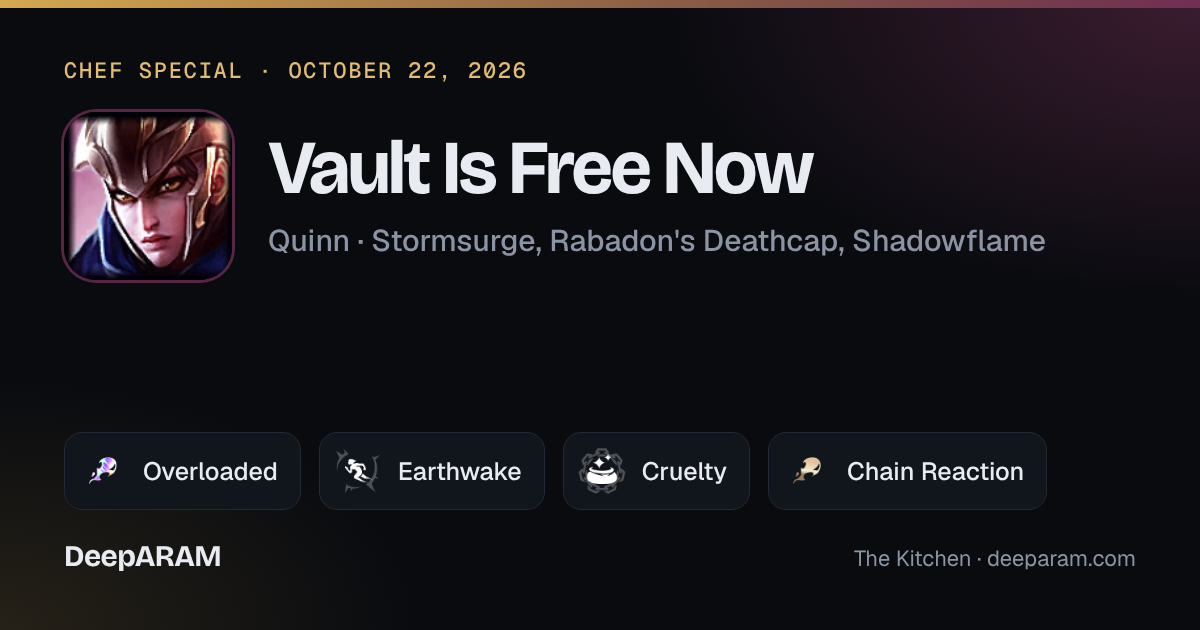 CHEF SPECIAL · OCTOBER 22, 2026
Vault Is Free Now
Quinn · Stormsurge, Rabadon's Deathcap, Shadowflame
Overloaded
Earthwake
Cruelty
Chain Reaction
DeepARAM
The Kitchen · deeparam.com